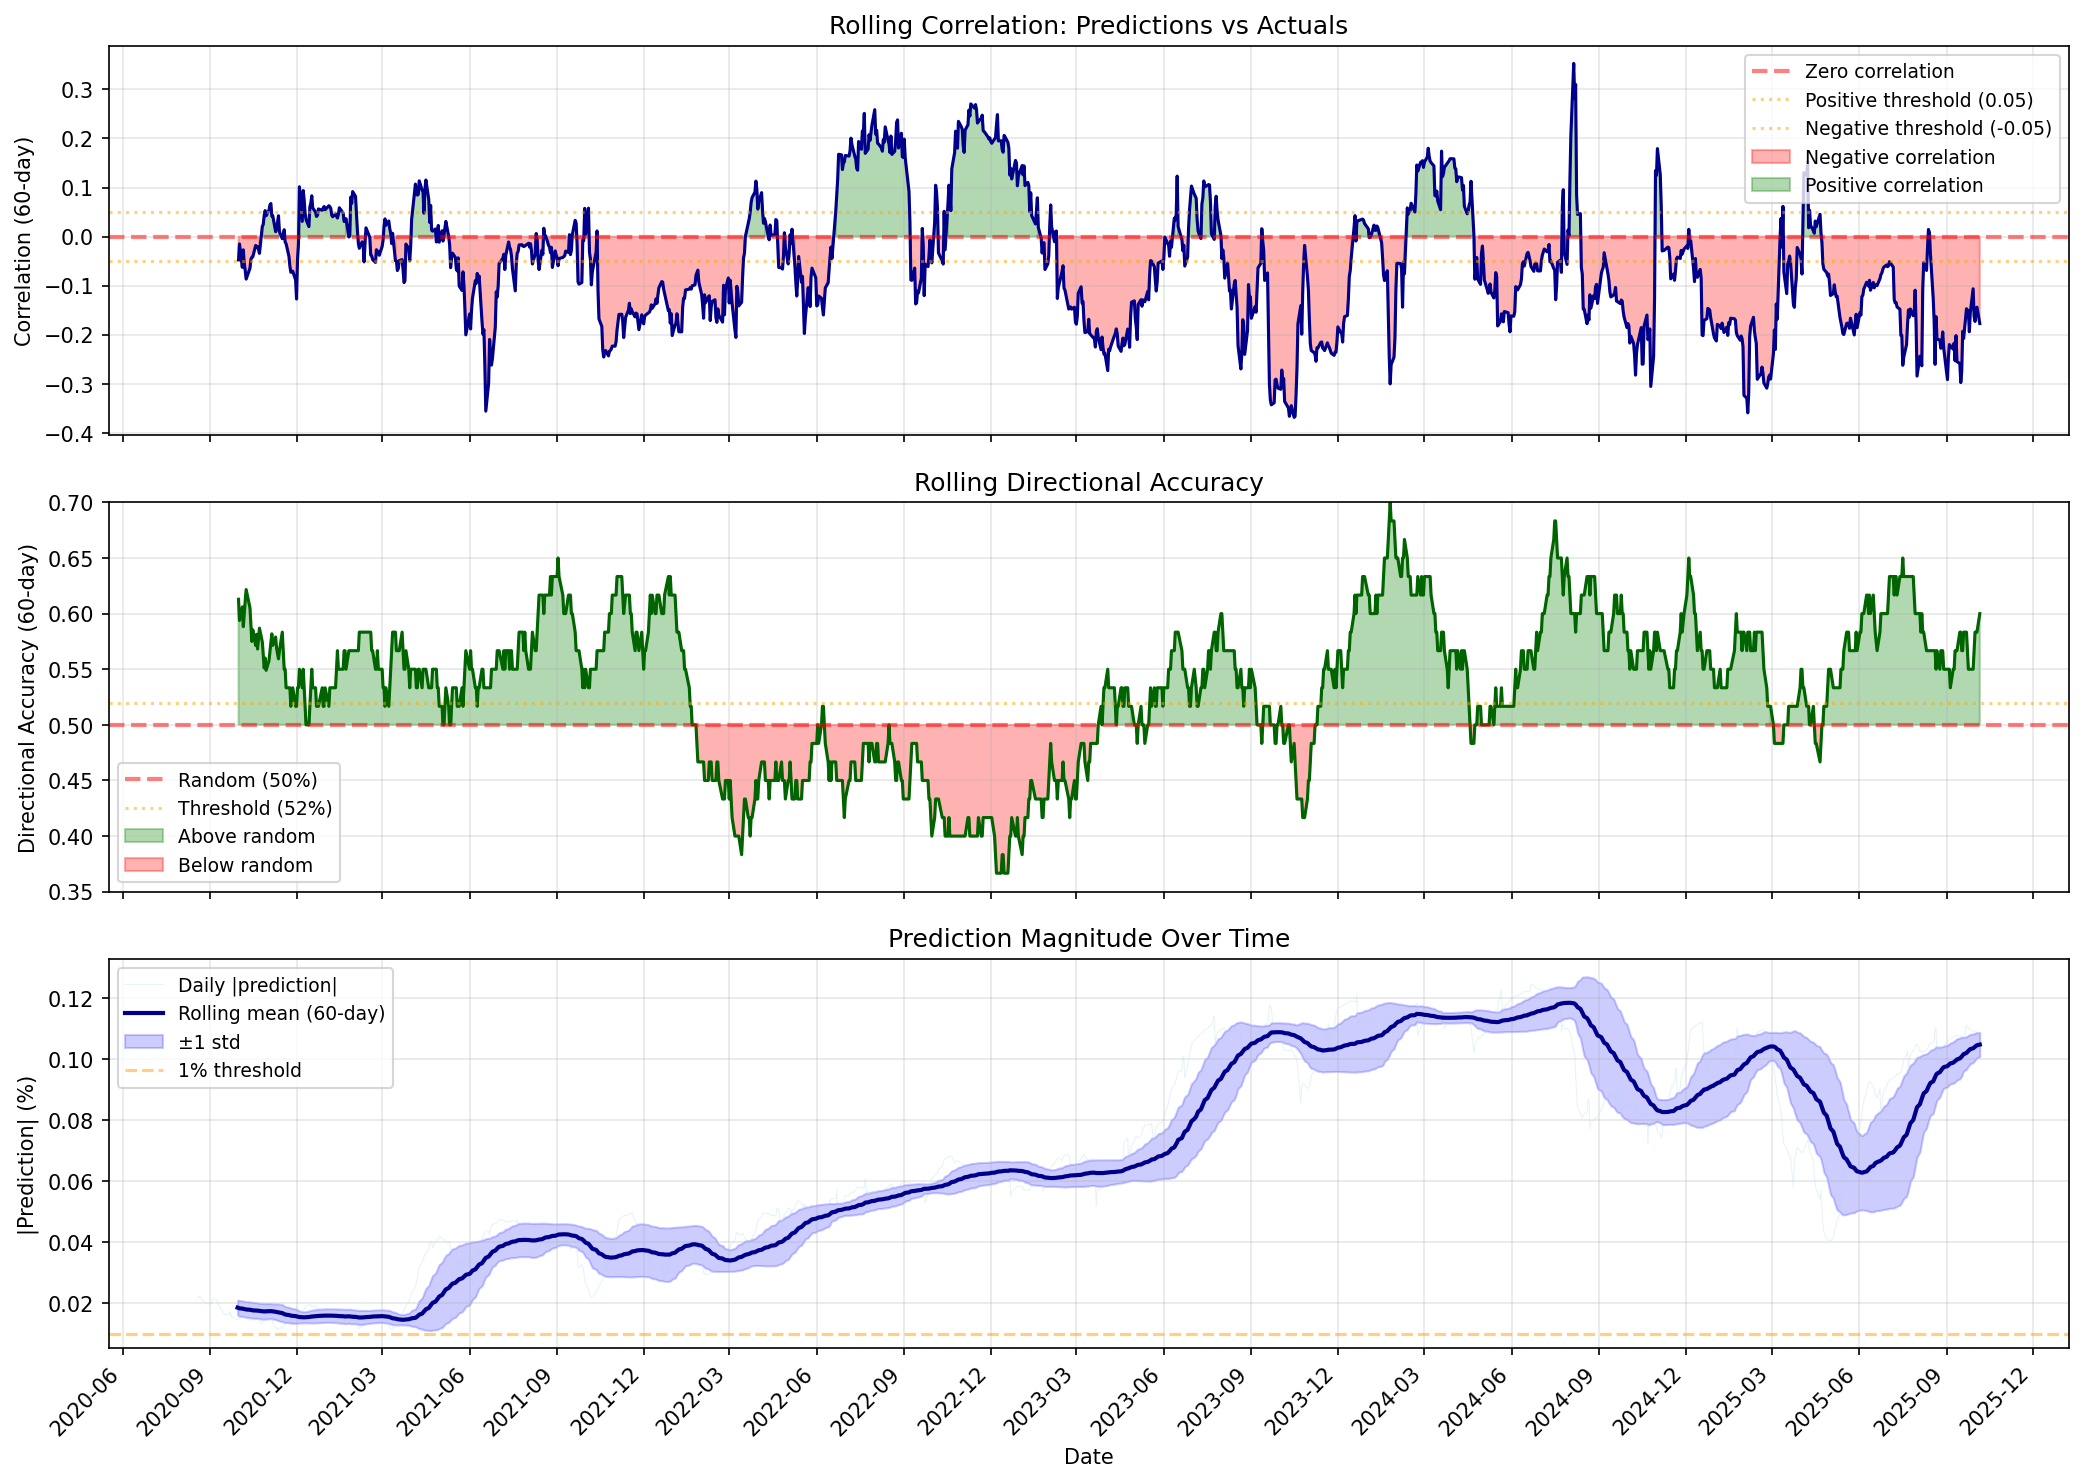 Rolling Correlation: Predictions vs Actuals
Correlation (60-day)
0.3
0.2
0.1
0.0
−0.1
−0.2
−0.3
−0.4
Zero correlation
Positive threshold (0.05)
Negative threshold (-0.05)
Negative correlation
Positive correlation
Rolling Directional Accuracy
Directional Accuracy (60-day)
0.70
0.65
0.60
0.55
0.50
0.45
0.40
0.35
Random (50%)
Threshold (52%)
Above random
Below random
Prediction Magnitude Over Time
|Prediction| (%)
0.12
0.10
0.08
0.06
0.04
0.02
Daily |prediction|
Rolling mean (60-day)
±1 std
1% threshold
2020-06
2020-09
2020-12
2021-03
2021-06
2021-09
2021-12
2022-03
2022-06
2022-09
2022-12
2023-03
2023-06
2023-09
2023-12
2024-03
2024-06
2024-09
2024-12
2025-03
2025-06
2025-09
2025-12
Date